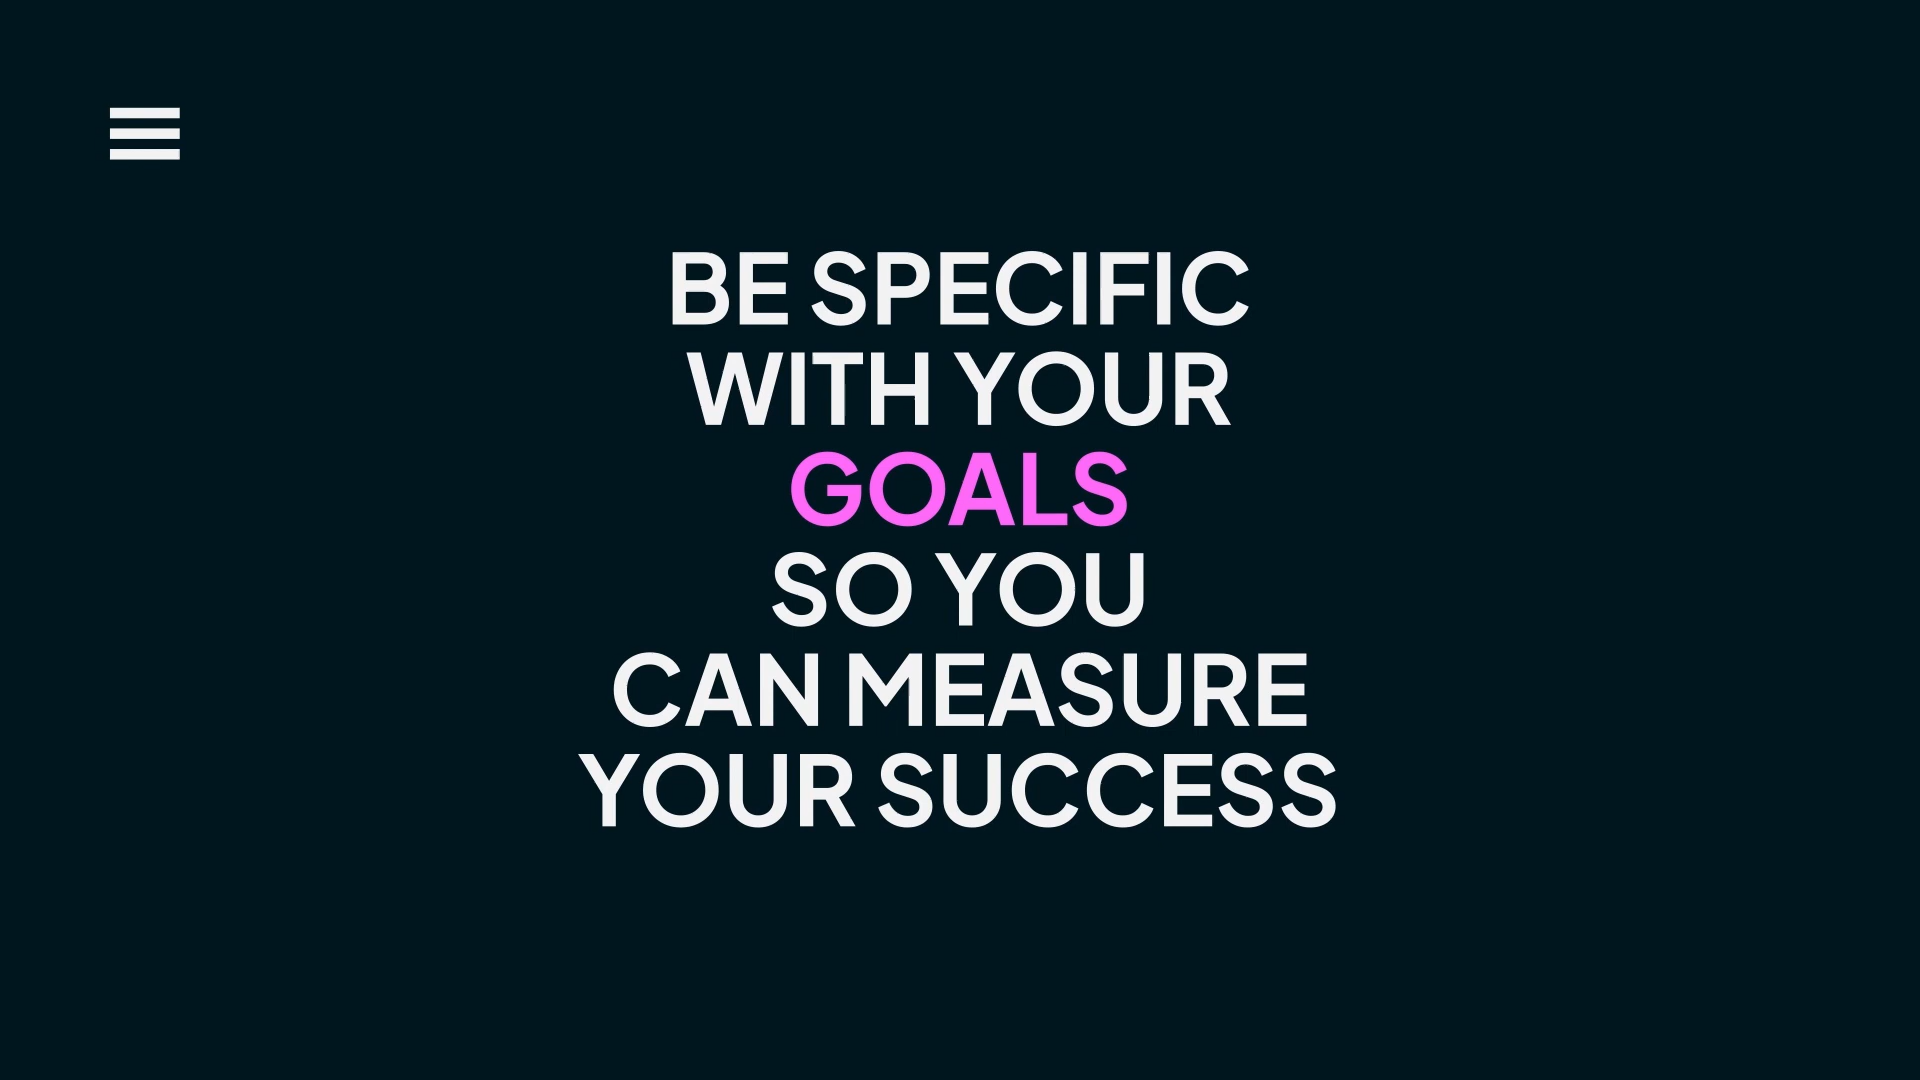 BE SPECIFIC
WITH YOUR
GOALS
SO YOU
CAN MEASURE
YOUR SUCCESS